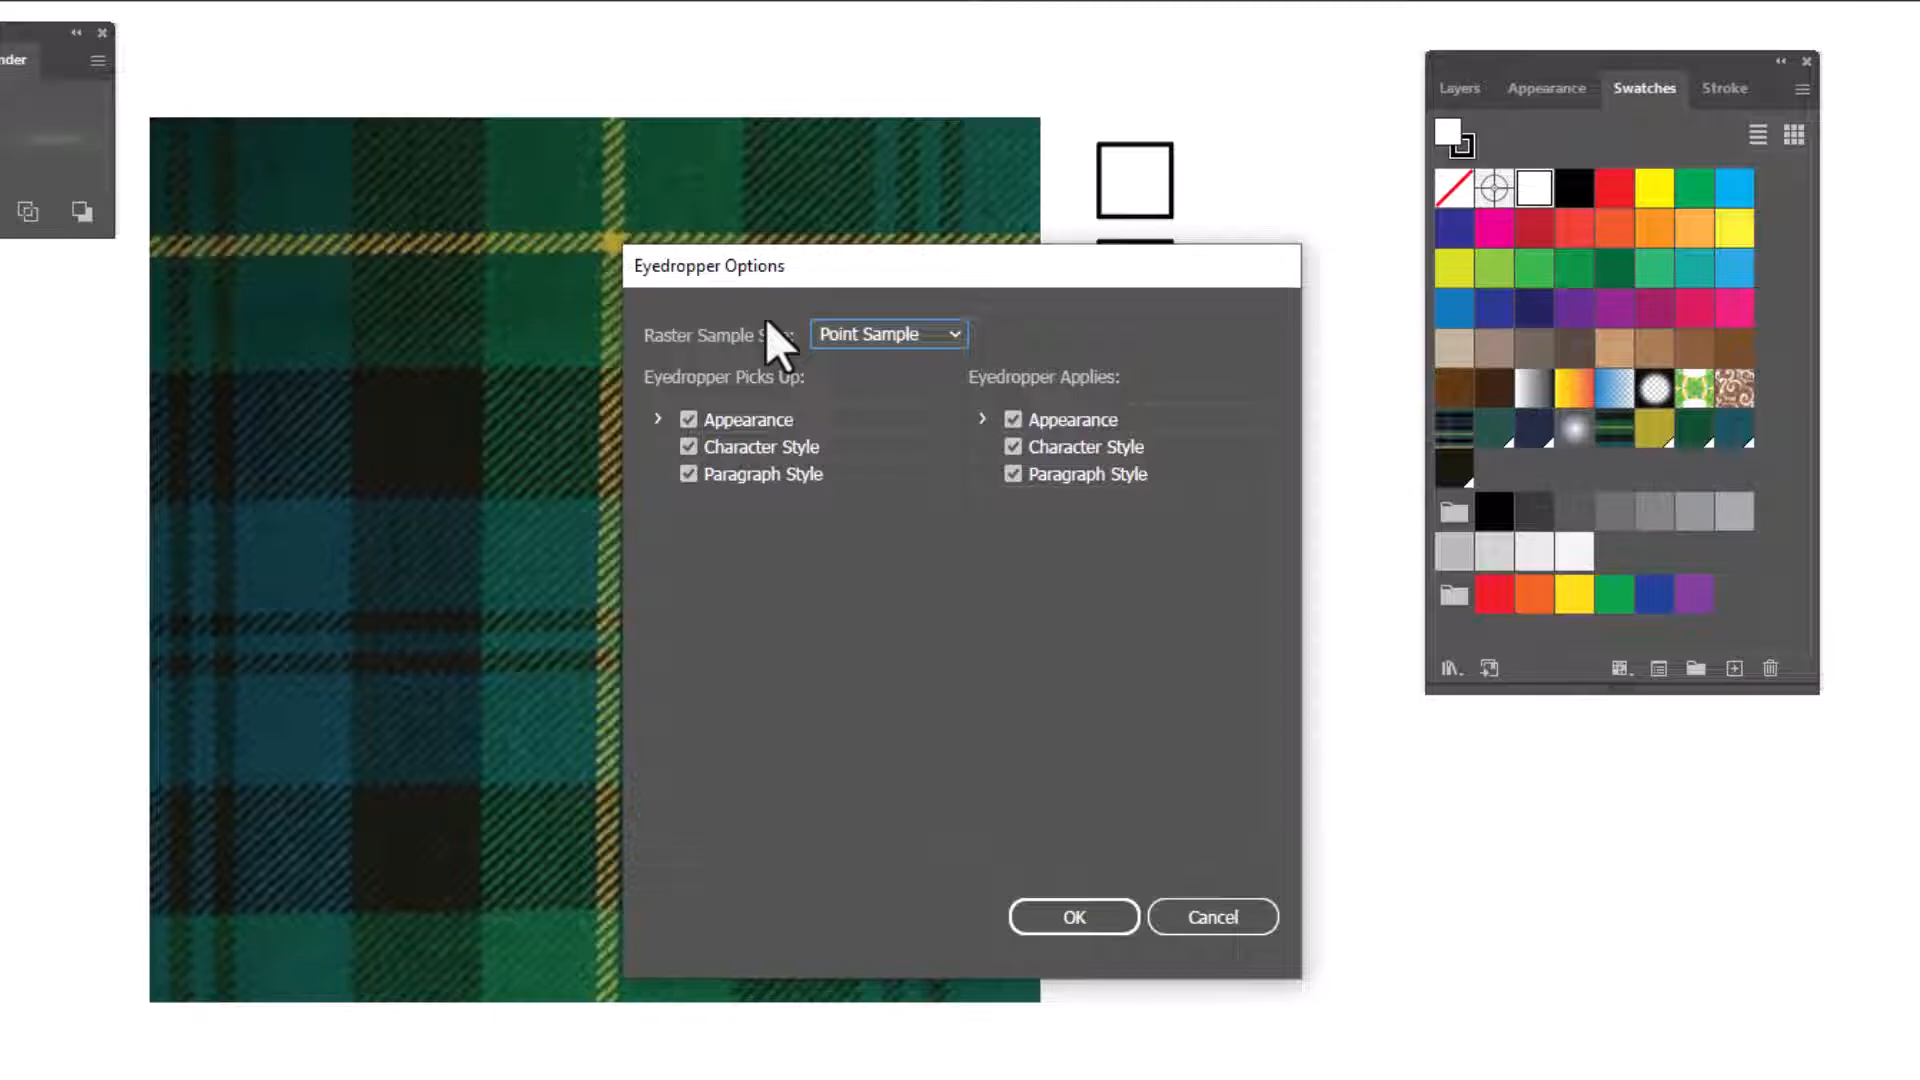 nder
Layers Appearance Swatches Stroke
Eyedropper Options
Raster Sample Point Sample
Eyedropper Picks Up: Eyedropper Applies:
Appearance Appearance
Character Style Character Style
Paragraph Style Paragraph Style
OK Cancel